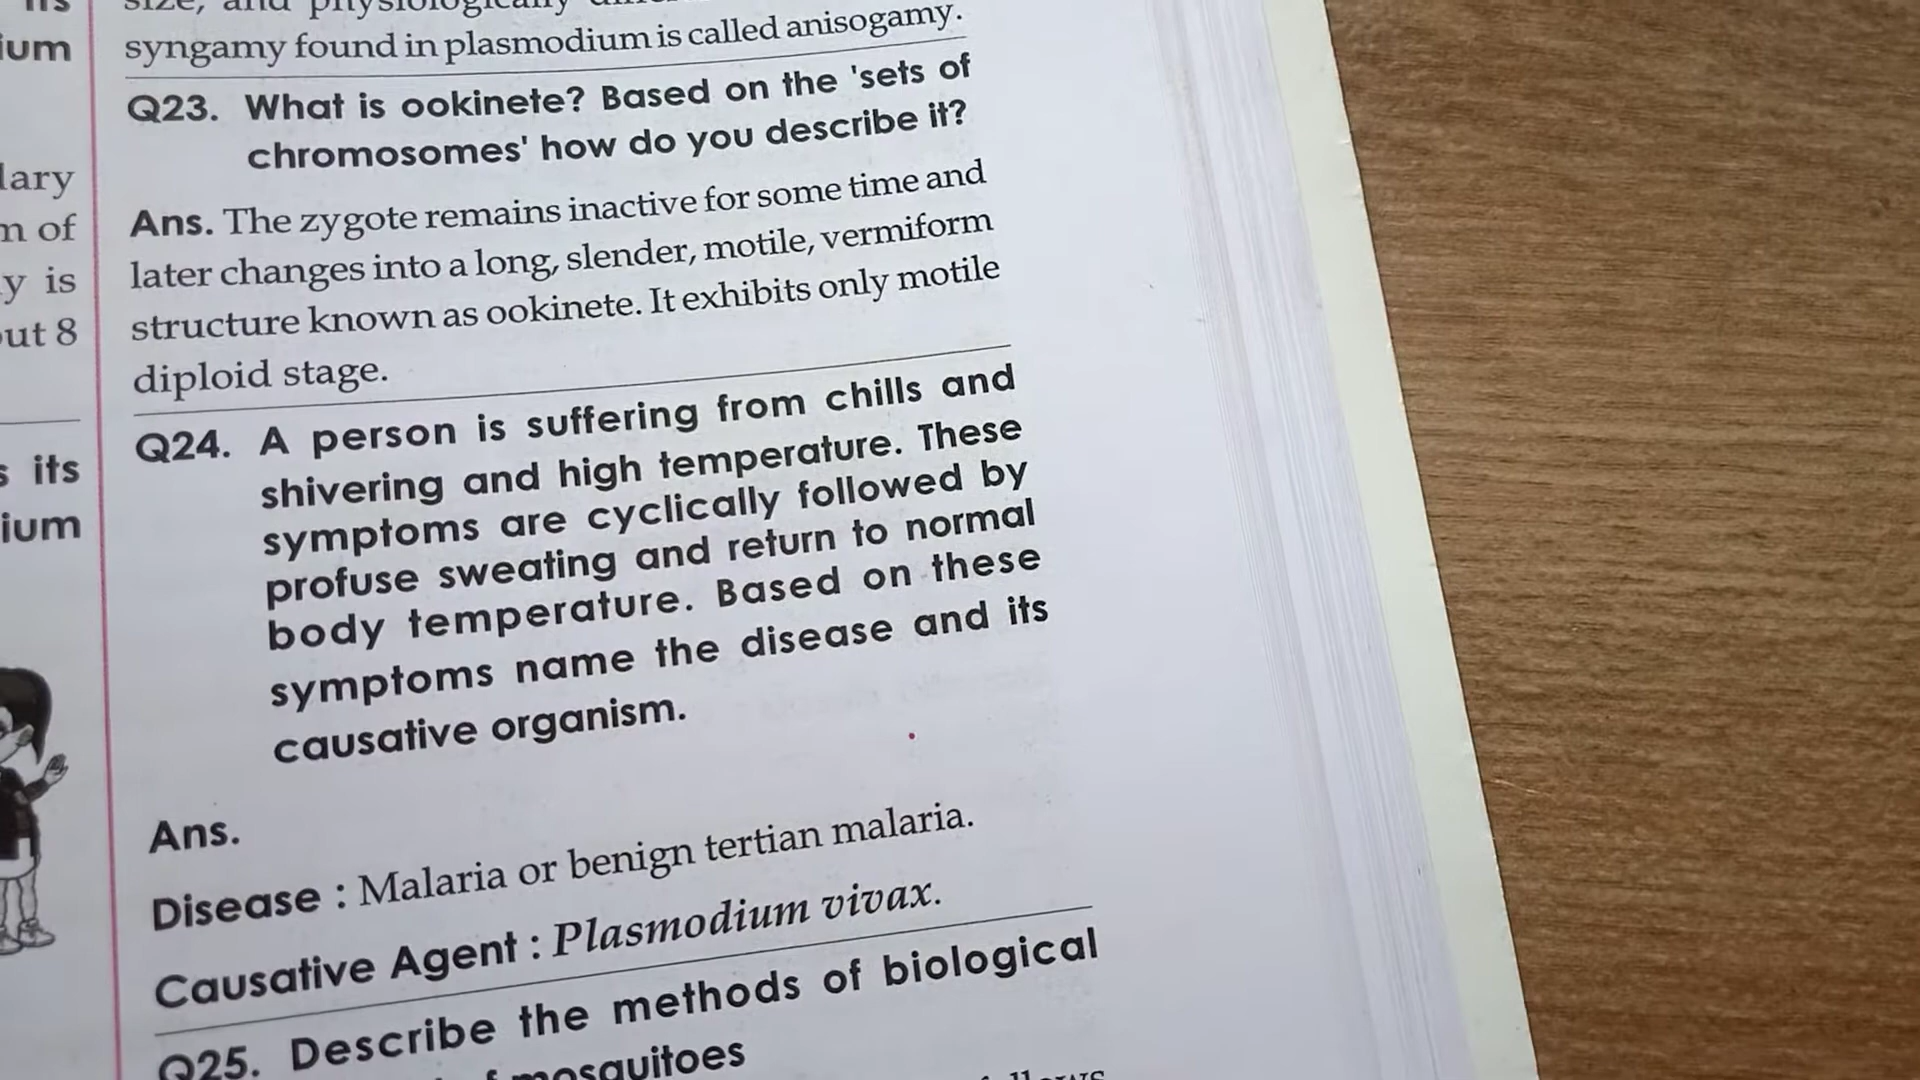 ium
lary
n of
y is
out 8
its
ium
syngamy found in plasmodium is called anisogamy.
Q23. What is ookinete? Based on the 'sets of
chromosomes' how do you describe it?
Ans. The zygote remains inactive for some time and
later changes into a long, slender, motile, vermiform
structure known as ookinete. It exhibits only motile
diploid stage.
Q24. A person is suffering from chills and
shivering and high temperature. These
symptoms are cyclically followed by
profuse sweating and return to normal
body temperature. Based on these
symptoms name the disease and its
causative organism.
Ans.
Disease : Malaria or benign tertian malaria.
Causative Agent : Plasmodium vivax.
Q25. Describe the methods of biological
mosquitoes